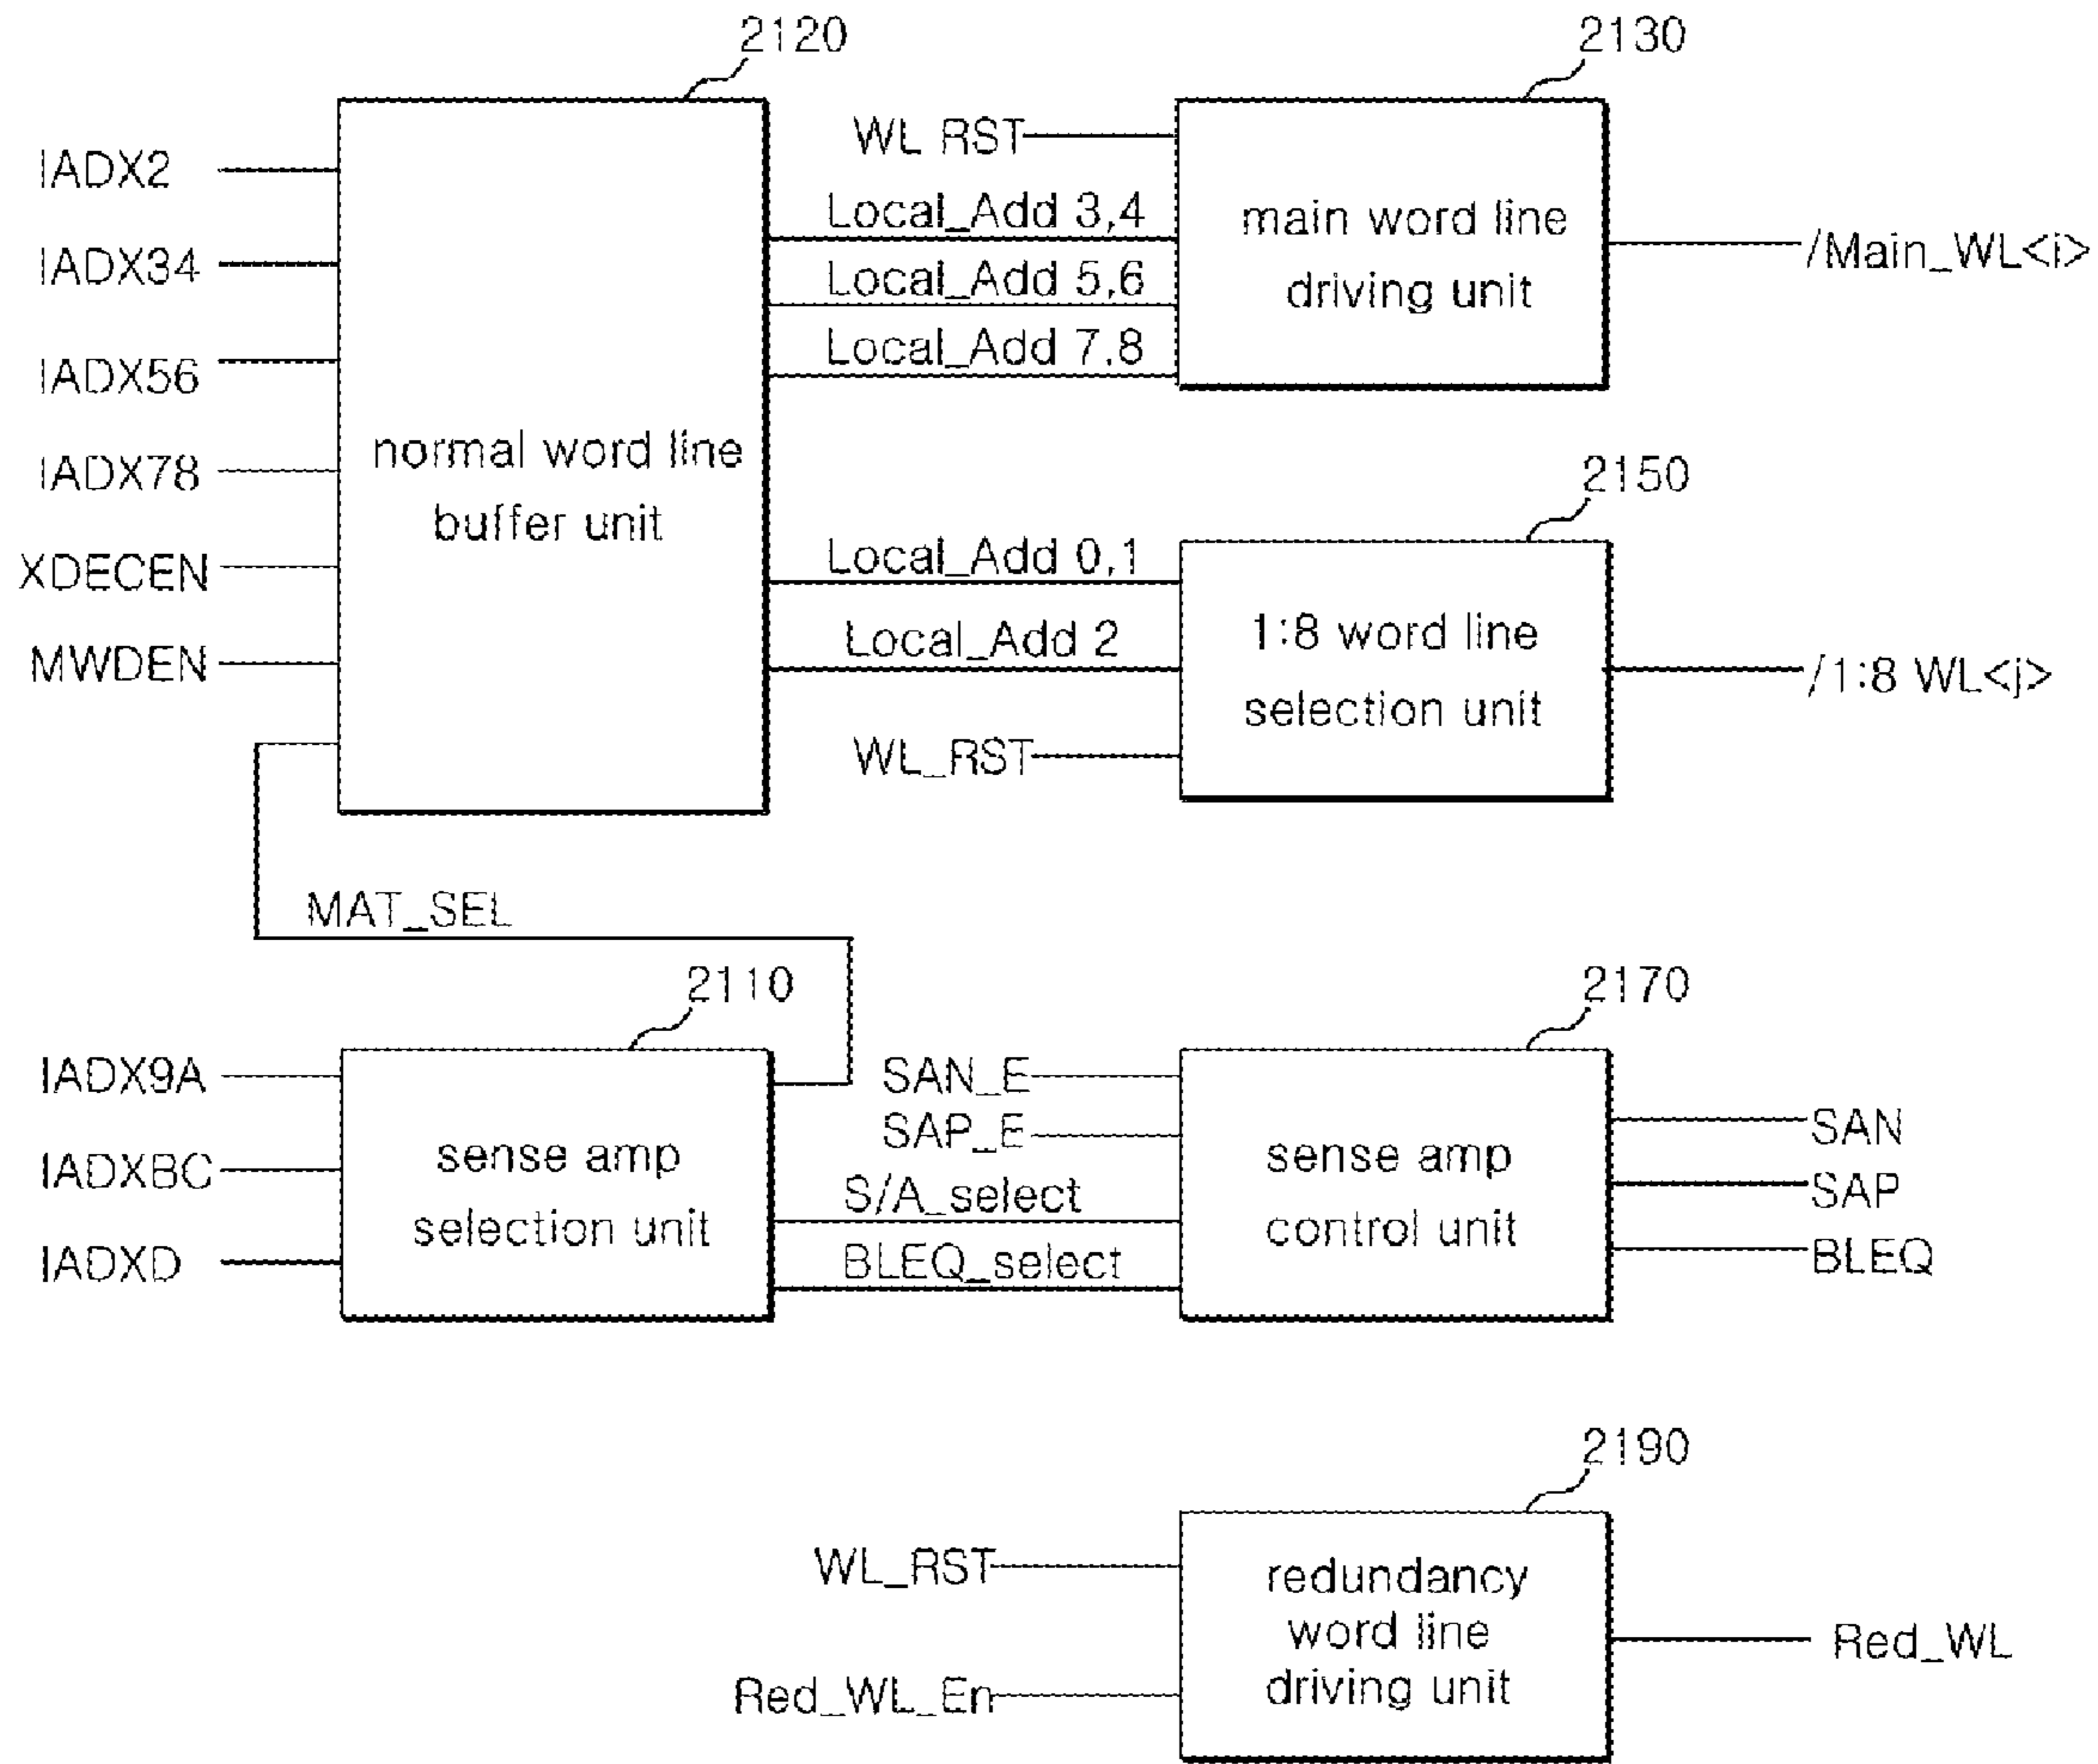 2120
2130
IADX2
IADX34
IADX56
IADX78
XDECEN
MWDEN
normal word line
buffer unit
WL RST
Local_Add 3,4
Local_Add 5,6
Local_Add 7,8
main word line
driving unit
/Main_WL<i>
2150
Local_Add 0,1
Local_Add 2
WL_RST
1:8 word line
selection unit
/1:8 WL<j>
MAT_SEL
2110
2170
IADX9A
IADXBC
IADXD
sense amp
selection unit
SAN_E
SAP_E
S/A_select
BLEQ_select
sense amp
control unit
SAN
SAP
BLEQ
2190
WL_RST
Red_WL_En
redundancy
word line
driving unit
Red_WL